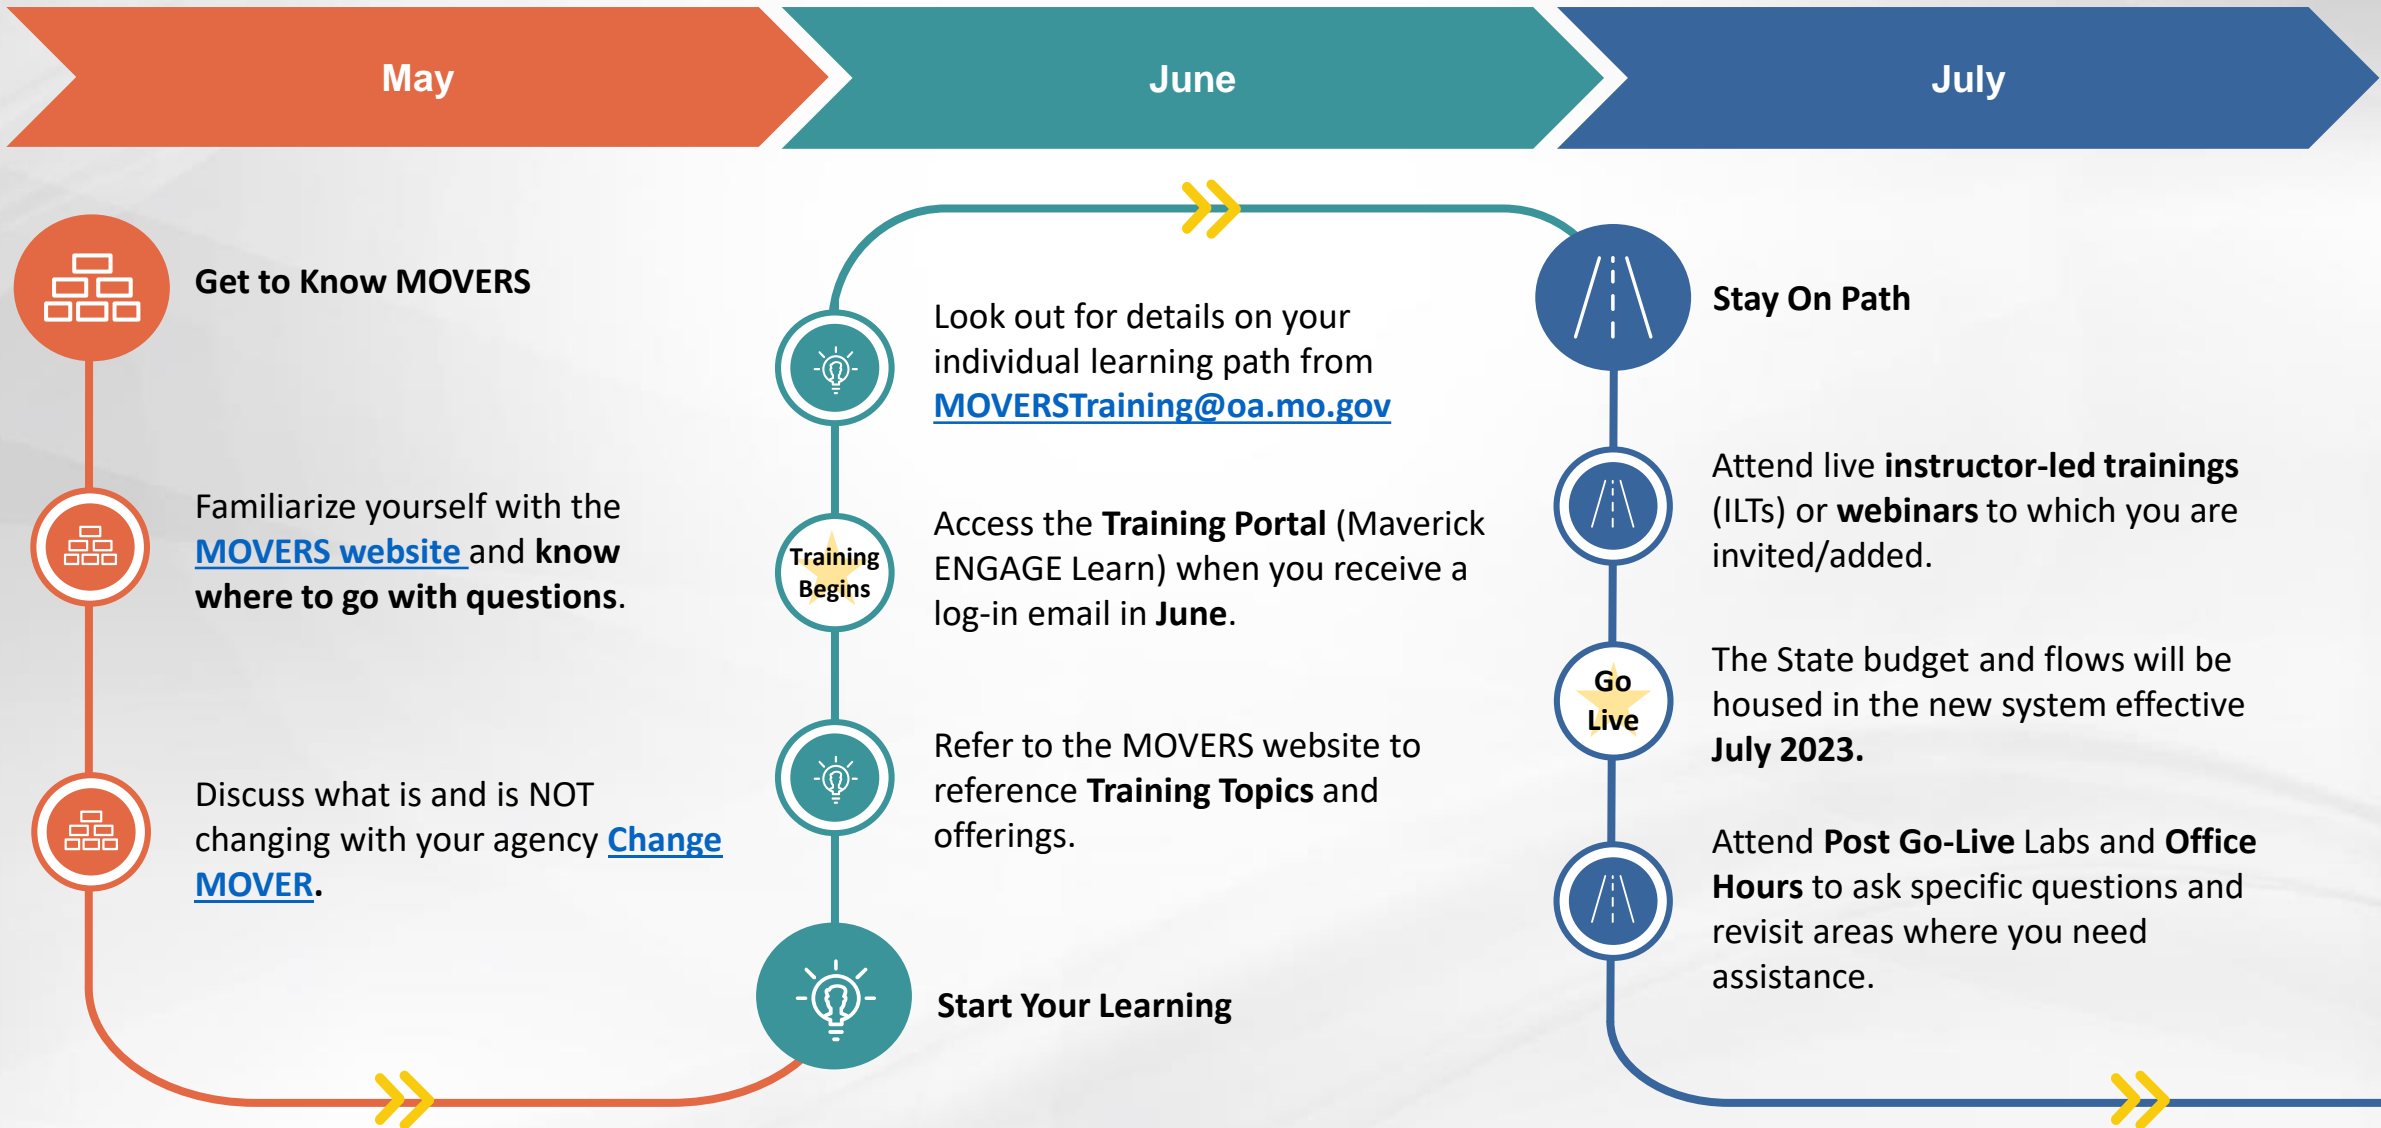 May
June
July
Get to Know MOVERS
Familiarize yourself with the
MOVERS website and know
where to go with questions.
Discuss what is and is NOT
changing with your agency Change
MOVER.
Look out for details on your
individual learning path from
MOVERSTraining@oa.mo.gov
Training
Begins
Access the Training Portal (Maverick
ENGAGE Learn) when you receive a
log-in email in June.
Refer to the MOVERS website to
reference Training Topics and
offerings.
Start Your Learning
Stay On Path
Attend live instructor-led trainings
(ILTs) or webinars to which you are
invited/added.
Go
Live
The State budget and flows will be
housed in the new system effective
July 2023.
Attend Post Go-Live Labs and Office
Hours to ask specific questions and
revisit areas where you need
assistance.